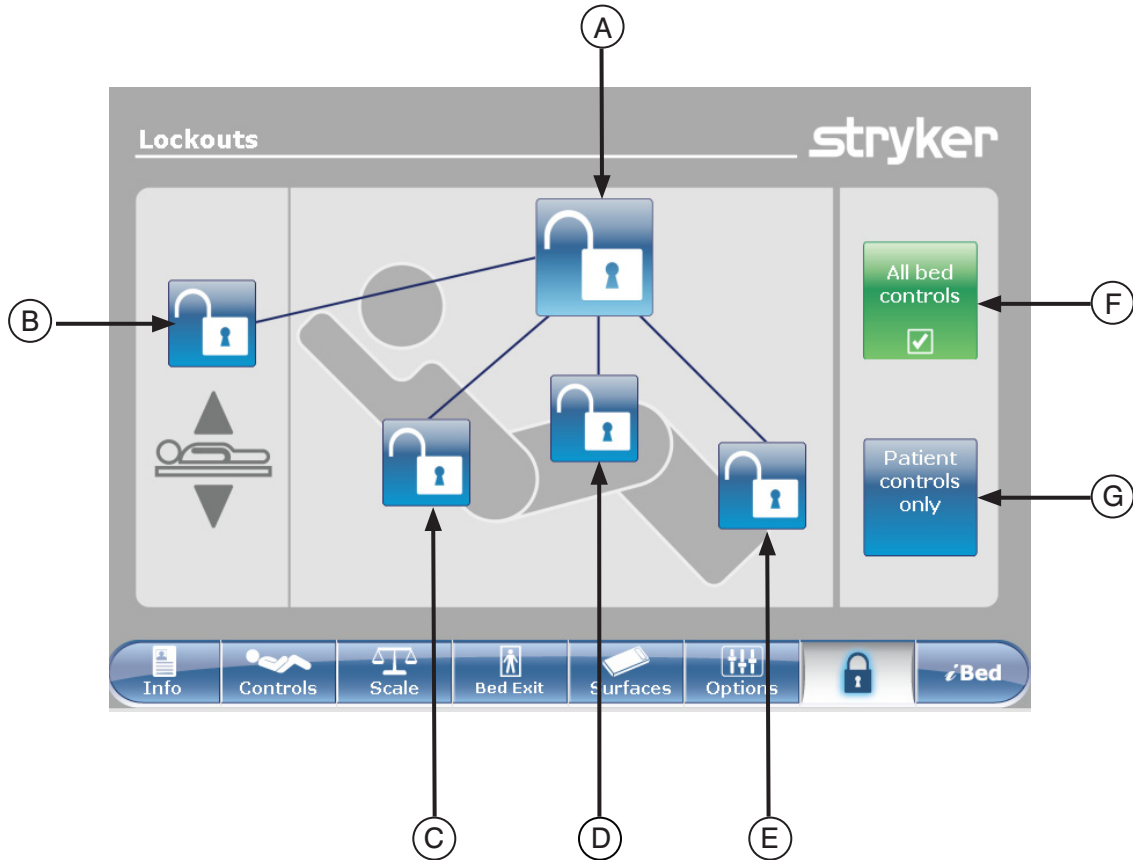 A
Lockouts
stryker
B
All bed
controls
F
Patient
controls
only
G
Info
Controls
Scale
Bed Exit
Surfaces
Options
iBed
C
D
E